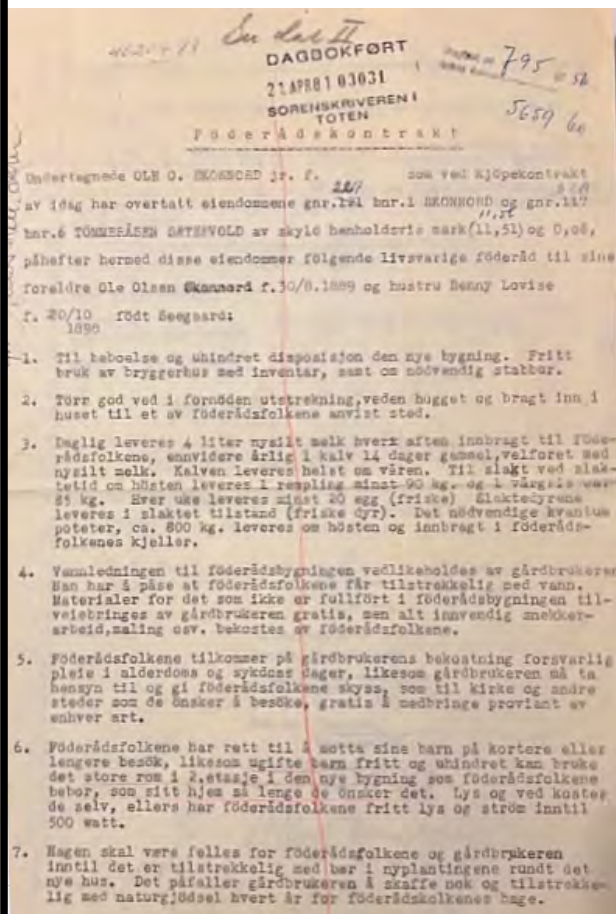 En del II
DAGBOKFØRT
21 APR 81 03031
SORENSKRIVEREN I
TOTEN
795
5659 60
Föderådskontrakt
Undertegnede OLE O. SKONNORD jr. f. som ved kjöpekontrakt
av idag har overtatt eiendommene gnr. bnr.1 SKONNORD og gnr.117
bnr.6 TÖMMERÅSEN SÆTERVOLD av skyld henholdsvis mark(11,51) og 0,06,
påhefter hermed disse eiendommer fölgende livsvarige föderåd til sine
foreldre Ole Olsen Skonnord f.30/8.1889 og hustru Benny Lovise
f. 20/10 1898 född Seegaard:
1. Til beboelse og uhindret disposisjon den nye bygning. Fritt
bruk av bryggerhus med inventar, samt om nödvendig stabbur.
2. Törr god ved i fornöden utstrekning,veden hugget og bragt inn i
huset til et av föderådsfolkene anvist sted.
3. Daglig leveres 4 liter nysilt melk hver aften innbragt til föde-
rådsfolkene, ennvidere årlig 1 kalv 14 dager gammel,velforet med
nysilt melk. Kalven leveres helst om våren. Til slakt ved slak-
tetid om hösten leveres 1 rempling minst 90 kg. og 1 vårgris
85 kg. Hver uke leveres minst 20 egg (friske) Slaktedyrene
leveres i slaktet tilstand (friske dyr). Det nödvendige kvantum
poteter, ca. 800 kg. leveres om hösten og innbragt i föderåds-
folkenes kjeller.
4. Vannledningen til föderådsbygningen vedlikeholdes av gårdbrukeren
Han har å påse at föderådsfolkene får tilstrekkelig med vann.
Materialer for det som ikke er fullfört i föderådsbygningen til-
veiebringes av gårdbrukeren gratis, men alt innvendig snekker-
arbeid,maling osv. bekostes av föderådsfolkene.
5. Föderådsfolkene tilkommer på gårdbrukerens bekostning forsvarlig
pleie i alderdoms og sykdoms dager, likesom gårdbrukeren må ta
hensyn til og gi föderådsfolkene skyss, som til kirke og andre
steder som de önsker å besöke, gratis å medbringe proviant av
enhver art.
6. Föderådsfolkene har rett til å motta sine barn på kortere eller
lengere besök, likesom ugifte barn fritt og uhindret kan bruke
det store rom i 2.etasje i den nye bygning som föderådsfolkene
bebor, som sitt hjem så lenge de önsker det. Lys og ved koster
de selv, ellers har föderådsfolkene fritt lys og ström inntil
500 watt.
7. Hagen skal være felles for föderådsfolkene og gårdbrukeren
inntil det er tilstrekkelig med bær i nyplantingene rundt det
nye hus. Det påfaller gårdbrukeren å skaffe nok og tilstrekke-
lig med naturgjödsel hvert år for föderådskolkenes hage.